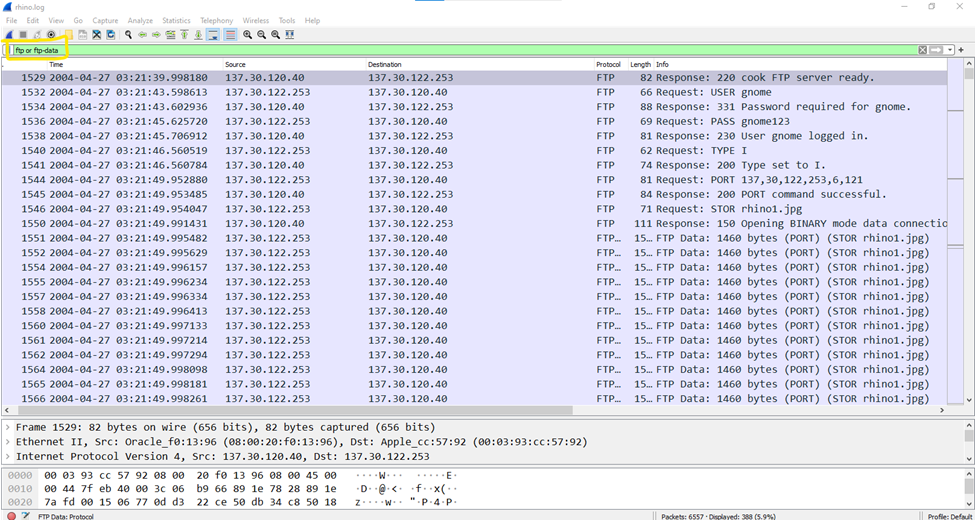 rhino.log
File Edit View Go Capture Analyze Statistics Telephony Wireless Tools Help
ftp or ftp-data
Time Source Destination Protocol Length Info
1529 2004-04-27 03:21:39.998180 137.30.120.40 137.30.122.253 FTP 82 Response: 220 cook FTP server ready.
1532 2004-04-27 03:21:43.598613 137.30.122.253 137.30.120.40 FTP 66 Request: USER gnome
1534 2004-04-27 03:21:43.602936 137.30.120.40 137.30.122.253 FTP 88 Response: 331 Password required for gnome.
1536 2004-04-27 03:21:45.625720 137.30.122.253 137.30.120.40 FTP 69 Request: PASS gnome123
1538 2004-04-27 03:21:45.706912 137.30.120.40 137.30.122.253 FTP 81 Response: 230 User gnome logged in.
1540 2004-04-27 03:21:46.560519 137.30.122.253 137.30.120.40 FTP 62 Request: TYPE I
1541 2004-04-27 03:21:46.560784 137.30.120.40 137.30.122.253 FTP 74 Response: 200 Type set to I.
1544 2004-04-27 03:21:49.952880 137.30.122.253 137.30.120.40 FTP 81 Request: PORT 137,30,122,253,6,121
1545 2004-04-27 03:21:49.953485 137.30.120.40 137.30.122.253 FTP 84 Response: 200 PORT command successful.
1546 2004-04-27 03:21:49.954047 137.30.122.253 137.30.120.40 FTP 71 Request: STOR rhino1.jpg
1550 2004-04-27 03:21:49.991431 137.30.120.40 137.30.122.253 FTP 111 Response: 150 Opening BINARY mode data connectio
1551 2004-04-27 03:21:49.995482 137.30.122.253 137.30.120.40 FTP… 15… FTP Data: 1460 bytes (PORT) (STOR rhino1.jpg)
1552 2004-04-27 03:21:49.995629 137.30.122.253 137.30.120.40 FTP… 15… FTP Data: 1460 bytes (PORT) (STOR rhino1.jpg)
1554 2004-04-27 03:21:49.996157 137.30.122.253 137.30.120.40 FTP… 15… FTP Data: 1460 bytes (PORT) (STOR rhino1.jpg)
1555 2004-04-27 03:21:49.996234 137.30.122.253 137.30.120.40 FTP… 15… FTP Data: 1460 bytes (PORT) (STOR rhino1.jpg)
1557 2004-04-27 03:21:49.996334 137.30.122.253 137.30.120.40 FTP… 15… FTP Data: 1460 bytes (PORT) (STOR rhino1.jpg)
1558 2004-04-27 03:21:49.996413 137.30.122.253 137.30.120.40 FTP… 15… FTP Data: 1460 bytes (PORT) (STOR rhino1.jpg)
1560 2004-04-27 03:21:49.997133 137.30.122.253 137.30.120.40 FTP… 15… FTP Data: 1460 bytes (PORT) (STOR rhino1.jpg)
1561 2004-04-27 03:21:49.997214 137.30.122.253 137.30.120.40 FTP… 15… FTP Data: 1460 bytes (PORT) (STOR rhino1.jpg)
1562 2004-04-27 03:21:49.997294 137.30.122.253 137.30.120.40 FTP… 15… FTP Data: 1460 bytes (PORT) (STOR rhino1.jpg)
1564 2004-04-27 03:21:49.998098 137.30.122.253 137.30.120.40 FTP… 15… FTP Data: 1460 bytes (PORT) (STOR rhino1.jpg)
1565 2004-04-27 03:21:49.998181 137.30.122.253 137.30.120.40 FTP… 15… FTP Data: 1460 bytes (PORT) (STOR rhino1.jpg)
1566 2004-04-27 03:21:49.998261 137.30.122.253 137.30.120.40 FTP… 15… FTP Data: 1460 bytes (PORT) (STOR rhino1.jpg)
Frame 1529: 82 bytes on wire (656 bits), 82 bytes captured (656 bits)
Ethernet II, Src: Oracle_f0:13:96 (08:00:20:f0:13:96), Dst: Apple_cc:57:92 (00:03:93:cc:57:92)
Internet Protocol Version 4, Src: 137.30.120.40, Dst: 137.30.122.253
0000 00 03 93 cc 57 92 08 00 20 f0 13 96 08 00 45 00 ····W··· ·····E·
0010 00 44 7f eb 40 00 3c 06 b9 66 89 1e 78 28 89 1e ·D··@·<· ·f··x(··
0020 7a fd 00 15 06 77 0d d3 22 ce 50 db 34 c8 50 18 z····w·· "·P·4·P·
FTP Data: Protocol Packets: 6557 · Displayed: 388 (5.9%) Profile: Default